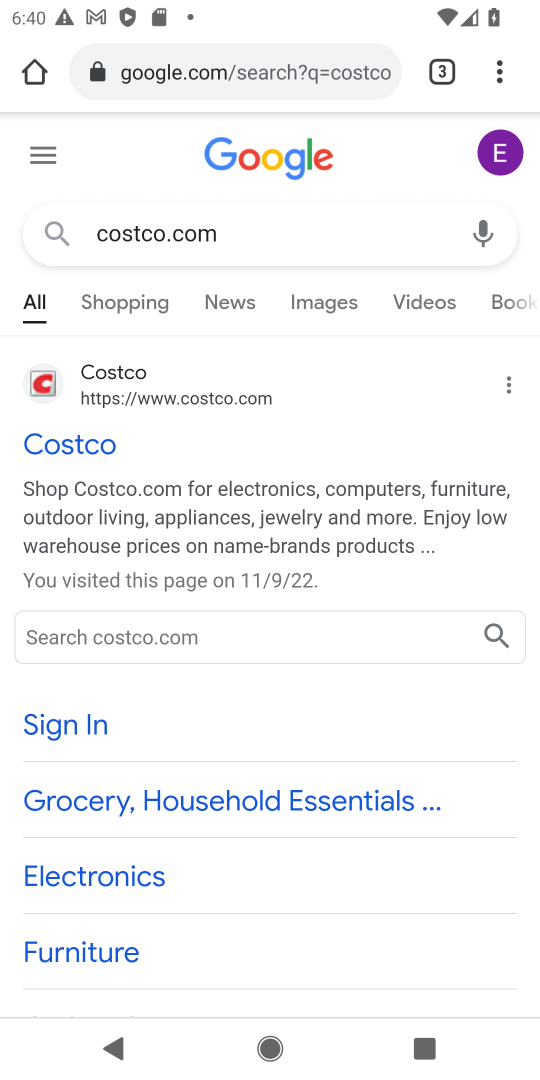 6:40
google.com/search?q=costco
3
Google
E
costco.com
All Shopping News Images Videos Book
Costco
https://www.costco.com
Costco
Shop Costco.com for electronics, computers, furniture,
outdoor living, appliances, jewelry and more. Enjoy low
warehouse prices on name-brands products ...
You visited this page on 11/9/22.
Search costco.com
Sign In
Grocery, Household Essentials ...
Electronics
Furniture